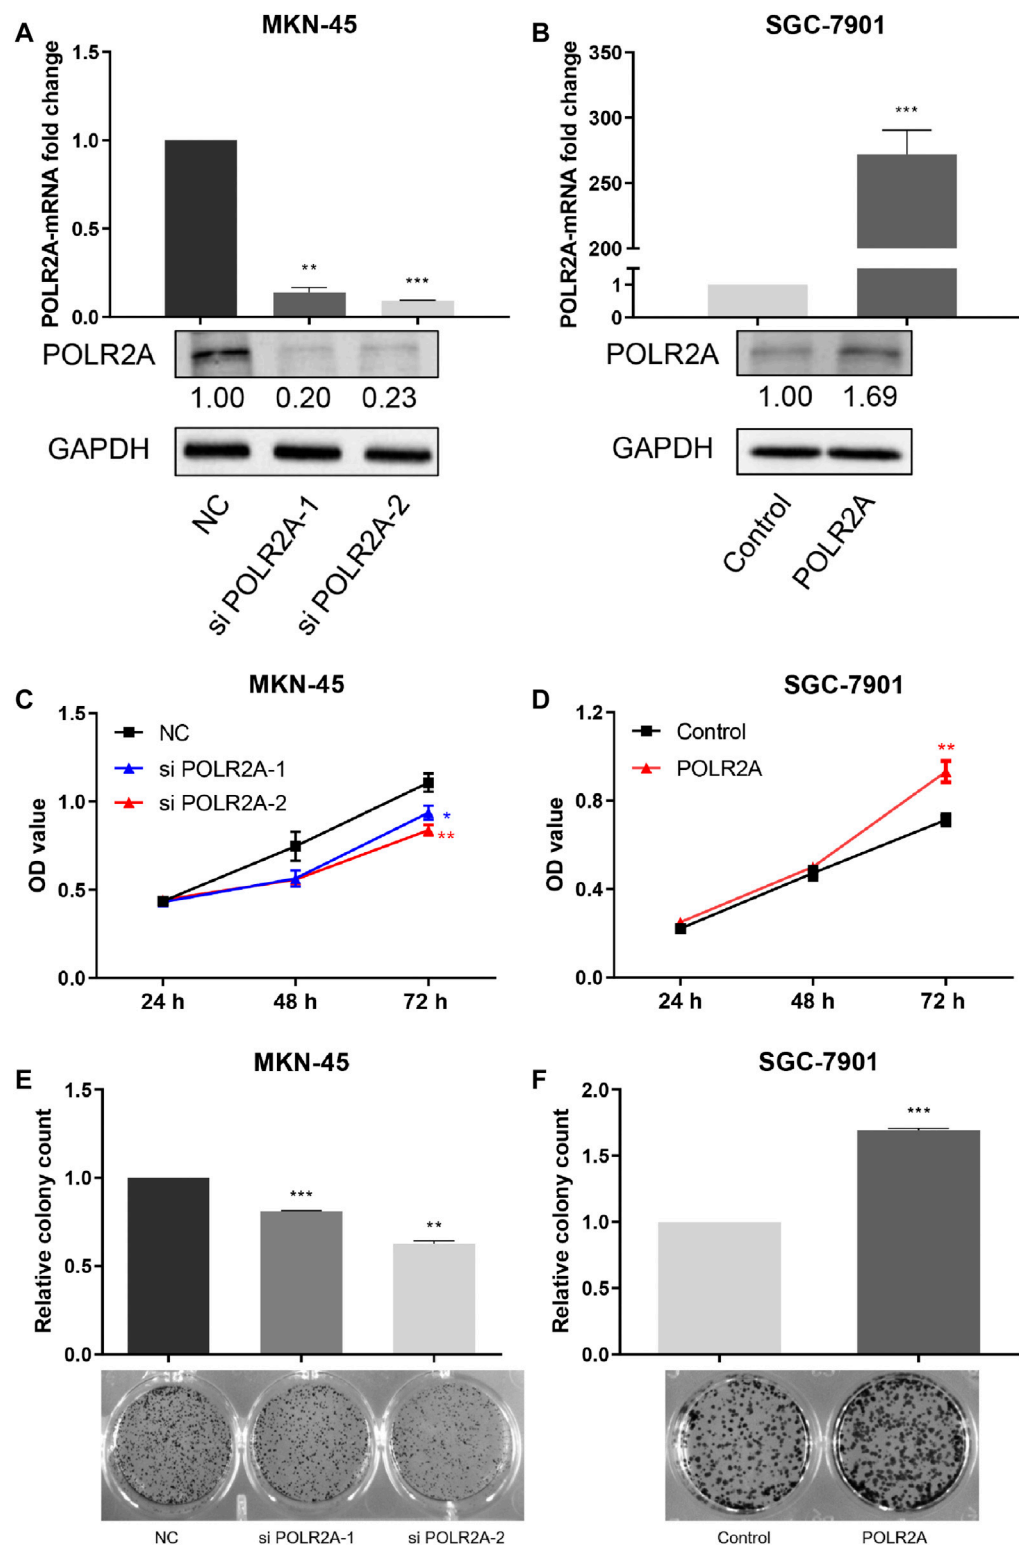 A
MKN-45
POLR2A-mRNA fold change
1.5
1.0
0.5
0.0
**
***
POLR2A
1.00 0.20 0.23
GAPDH
NC
si POLR2A-1
si POLR2A-2
B
SGC-7901
POLR2A-mRNA fold change
350
300
250
200
1
0
***
POLR2A
1.00 1.69
GAPDH
Control
POLR2A
C
MKN-45
OD value
1.5
1.0
0.5
0.0
NC
si POLR2A-1
si POLR2A-2
*
**
24 h 48 h 72 h
D
SGC-7901
OD value
1.2
0.8
0.4
0.0
Control
POLR2A
**
24 h 48 h 72 h
E
MKN-45
Relative colony count
1.5
1.0
0.5
0.0
***
**
NC si POLR2A-1 si POLR2A-2
F
SGC-7901
Relative colony count
2.0
1.5
1.0
0.5
0.0
***
Control POLR2A